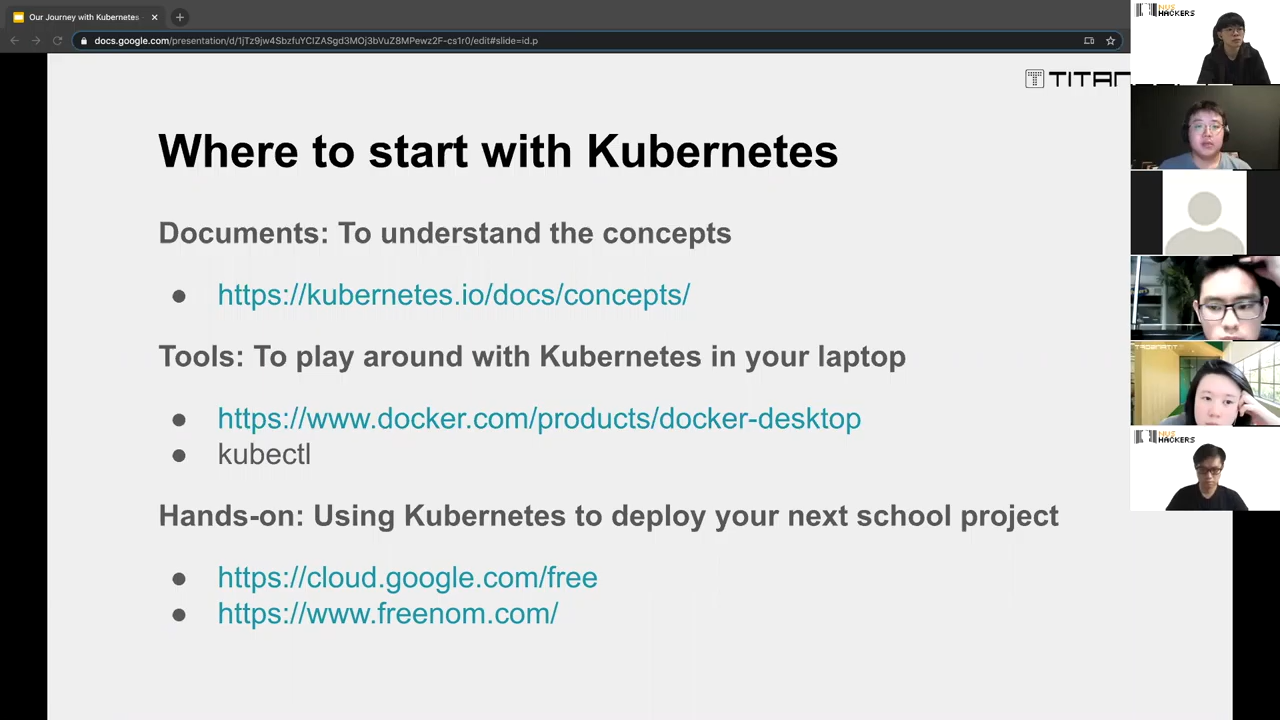 Our Journey with Kubernetes
docs.google.com/presentation/d/1jTz9jw4SbzfuYCIZASgd3MOj3bVuZ8MPewz2F-cs1r0/edit#slide=id.p
TITAN
Where to start with Kubernetes
Documents: To understand the concepts
● https://kubernetes.io/docs/concepts/
Tools: To play around with Kubernetes in your laptop
● https://www.docker.com/products/docker-desktop
● kubectl
Hands-on: Using Kubernetes to deploy your next school project
● https://cloud.google.com/free
● https://www.freenom.com/
NUS
HACKERS
NUS
HACKERS